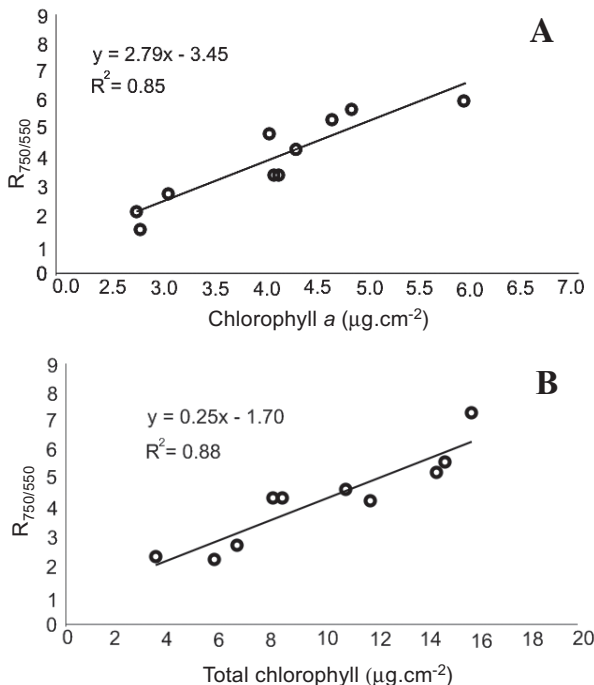 A
9
8
7
6
5
4
3
2
1
0
R750/550
y = 2.79x - 3.45
R2= 0.85
0.0 2.5 3.0 3.5 4.0 4.5 5.0 5.5 6.0 6.5 7.0
Chlorophyll a (μg.cm-2)
B
9
8
7
6
5
4
3
2
1
0
R750/550
y = 0.25x - 1.70
R2= 0.88
0 2 4 6 8 10 12 14 16 18 20
Total chlorophyll (μg.cm-2)